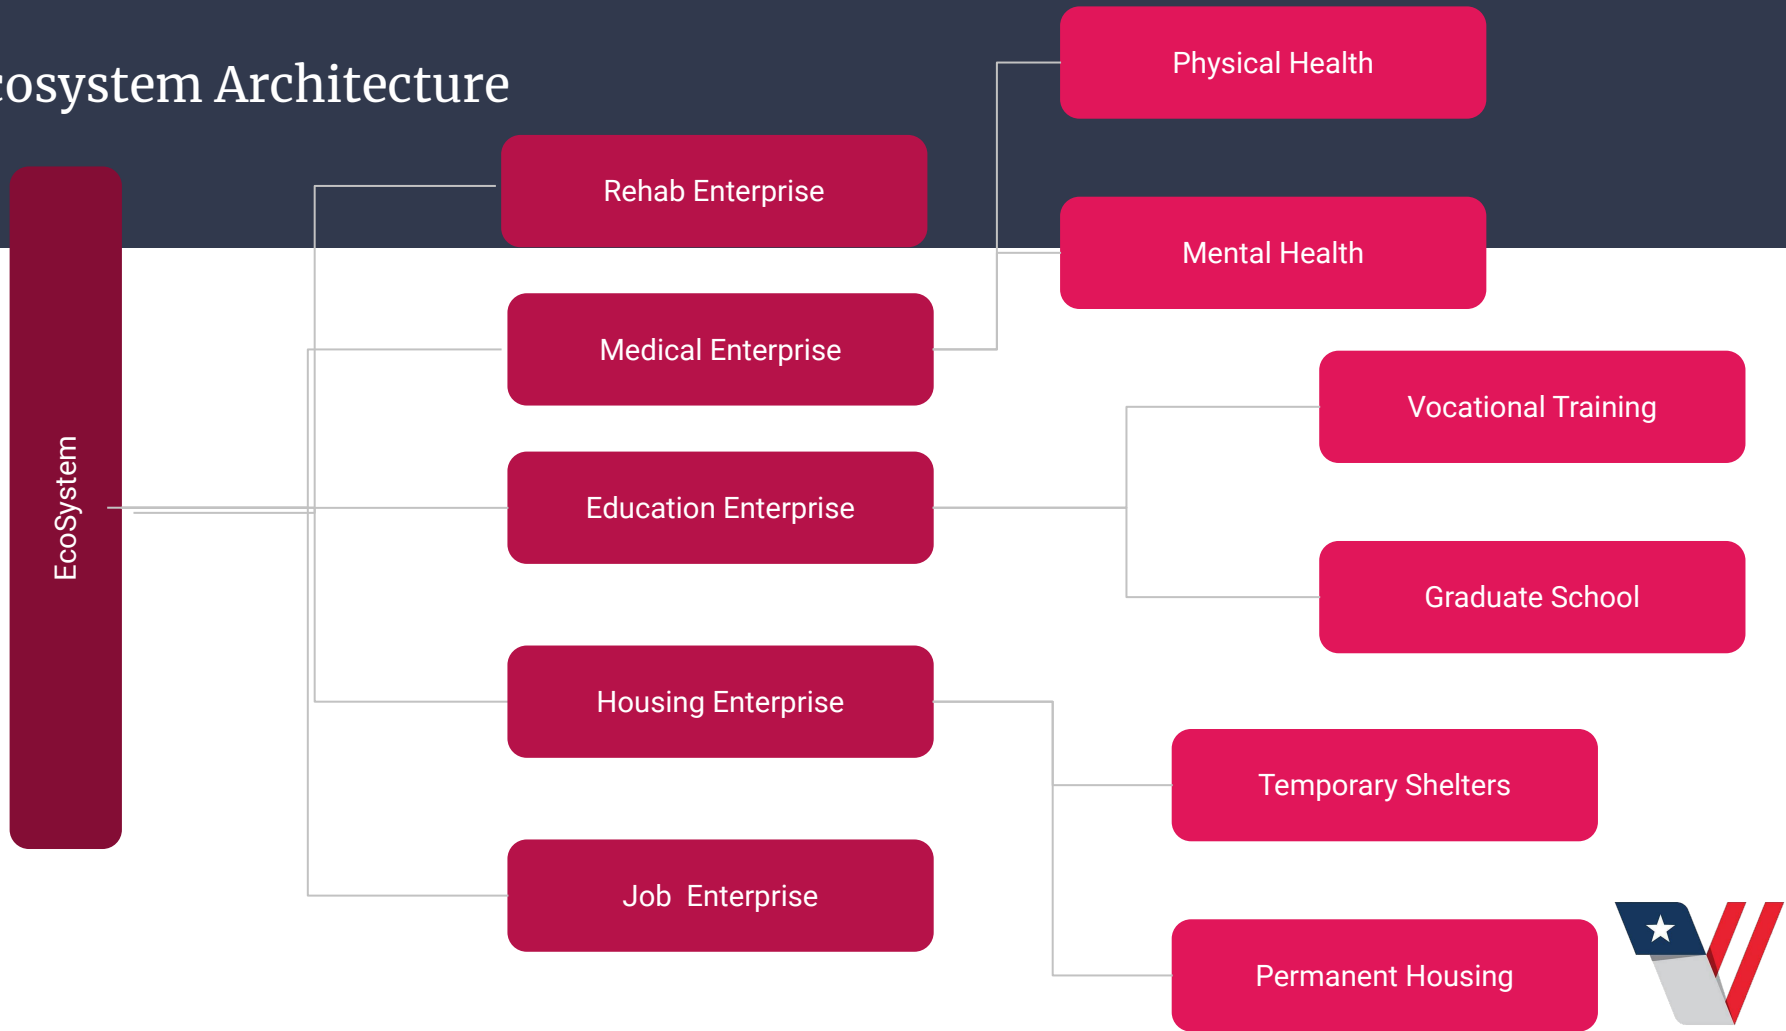 cosystem Architecture
EcoSystem
Rehab Enterprise
Medical Enterprise
Education Enterprise
Housing Enterprise
Job  Enterprise
Physical Health
Mental Health
Vocational Training
Graduate School
Temporary Shelters
Permanent Housing